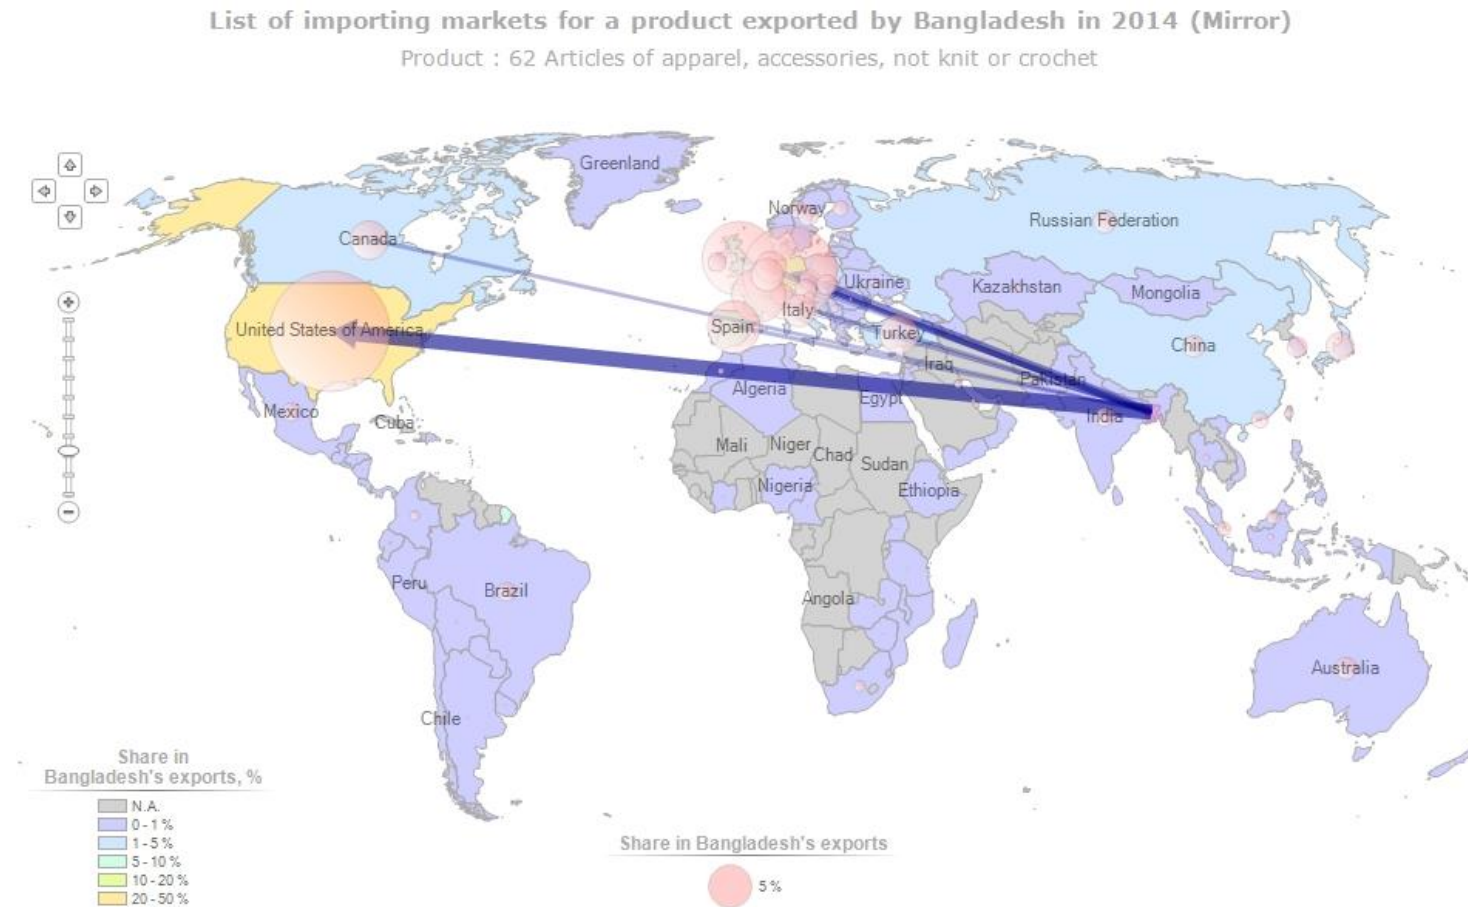 List of importing markets for a product exported by Bangladesh in 2014 (Mirror)
Product : 62 Articles of apparel, accessories, not knit or crochet
Greenland
Norway
Russian Federation
Canada
Ukraine
Kazakhstan
Mongolia
Italy
United States of America
Spain
Turkey
China
Iraq
Pakistan
Algeria
Egypt
Mexico
India
Cuba
Mali
Niger
Chad
Sudan
Nigeria
Ethiopia
Peru
Brazil
Angola
Australia
Chile
Share in
Bangladesh's exports, %
N.A.
0 - 1 %
1 - 5 %
5 - 10 %
10 - 20 %
20 - 50 %
Share in Bangladesh's exports
5 %